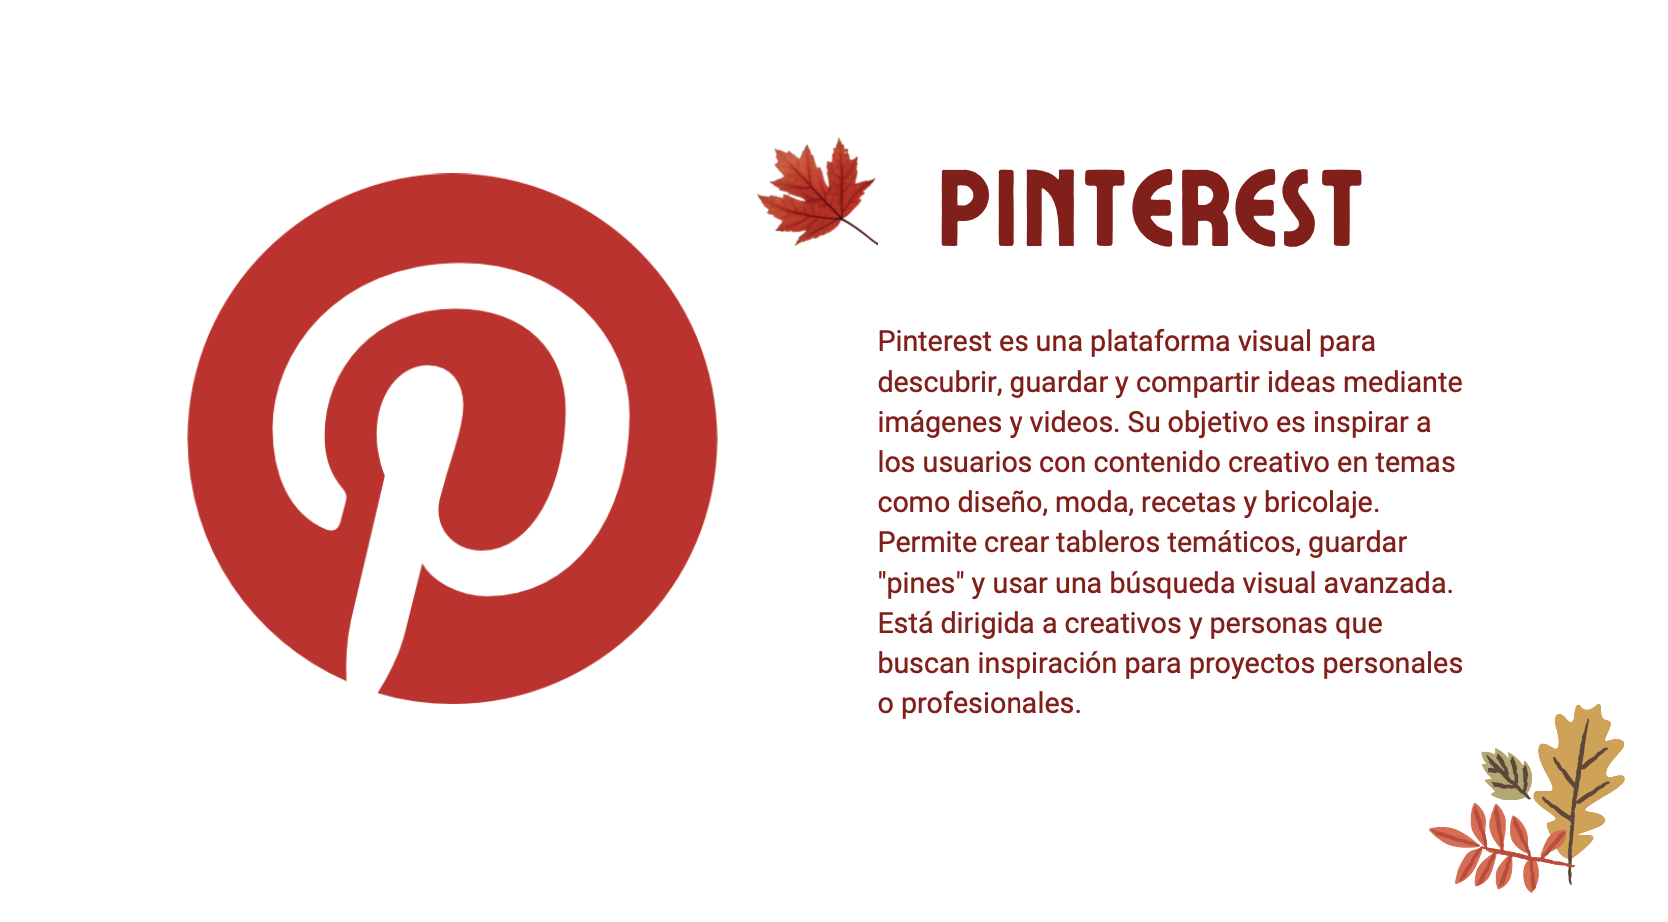 PINTEREST
Pinterest es una plataforma visual para
descubrir, guardar y compartir ideas mediante
imágenes y videos. Su objetivo es inspirar a
los usuarios con contenido creativo en temas
como diseño, moda, recetas y bricolaje.
Permite crear tableros temáticos, guardar
"pines" y usar una búsqueda visual avanzada.
Está dirigida a creativos y personas que
buscan inspiración para proyectos personales
o profesionales.